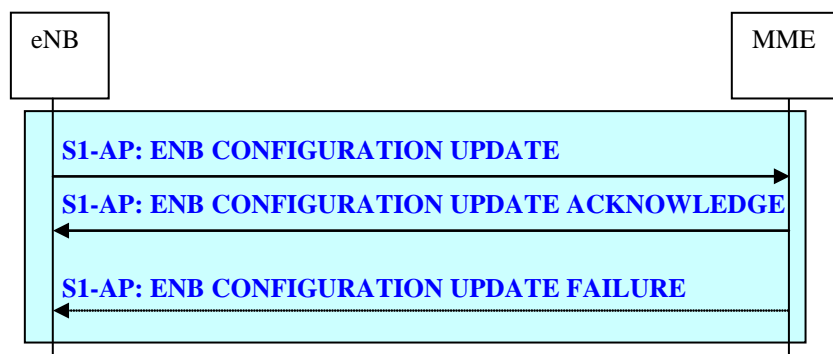 eNB
MME
S1-AP: ENB CONFIGURATION UPDATE
S1-AP: ENB CONFIGURATION UPDATE ACKNOWLEDGE
S1-AP: ENB CONFIGURATION UPDATE FAILURE